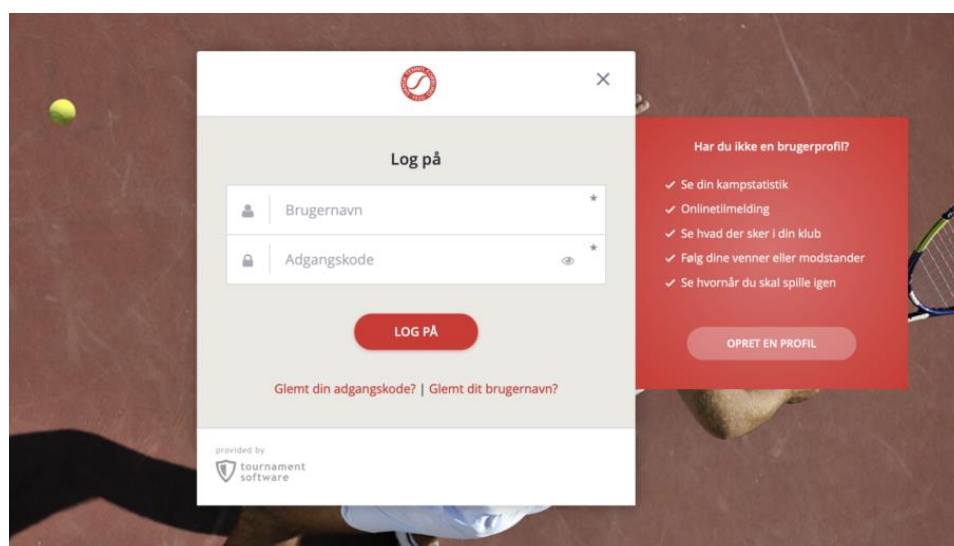 Log på
Brugernavn
*
Adgangskode
*
LOG PÅ
Glemt din adgangskode? | Glemt dit brugernavn?
provided by
tournament
software
Har du ikke en brugerprofil?
Se din kampstatistik
Onlinetilmelding
Se hvad der sker i din klub
Følg dine venner eller modstander
Se hvornår du skal spille igen
OPRET EN PROFIL